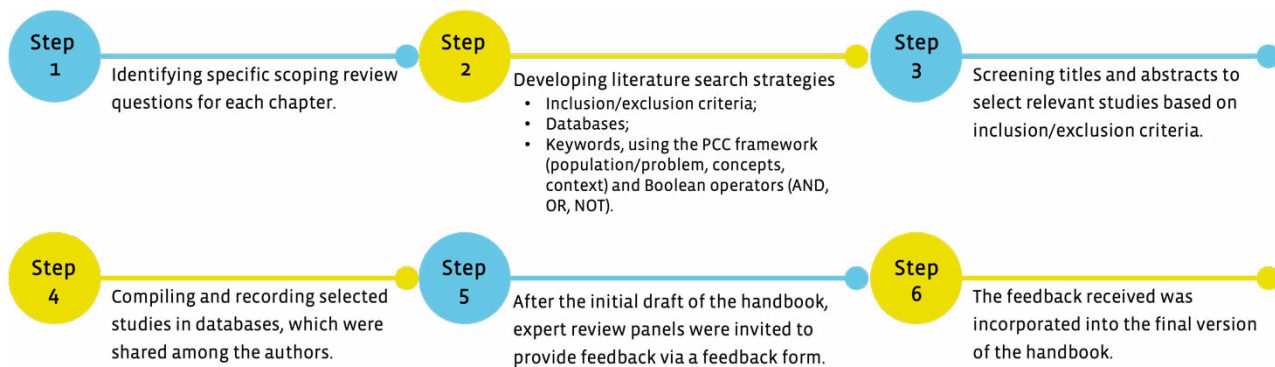 Step
1
Identifying specific scoping review
questions for each chapter.
Step
2
Developing literature search strategies
• Inclusion/exclusion criteria;
• Databases;
• Keywords, using the PCC framework
(population/problem, concepts,
context) and Boolean operators (AND,
OR, NOT).
Step
3
Screening titles and abstracts to
select relevant studies based on
inclusion/exclusion criteria.
Step
4
Compiling and recording selected
studies in databases, which were
shared among the authors.
Step
5
After the initial draft of the handbook,
expert review panels were invited to
provide feedback via a feedback form.
Step
6
The feedback received was
incorporated into the final version
of the handbook.